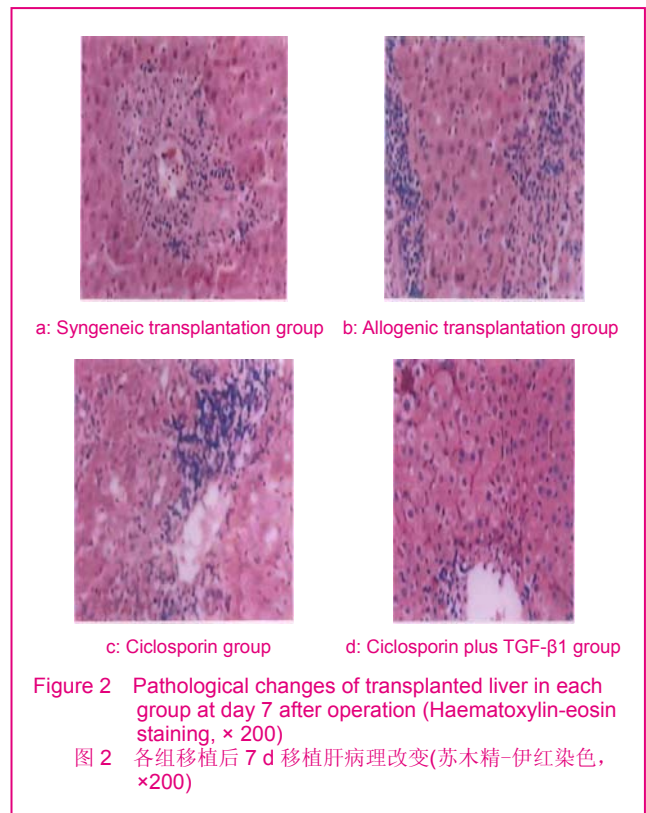 a: Syngeneic transplantation group
b: Allogenic transplantation group
c: Ciclosporin group
d: Ciclosporin plus TGF-β1 group
Figure 2 Pathological changes of transplanted liver in each
group at day 7 after operation (Haematoxylin-eosin
staining, × 200)
图 2 各组移植后 7 d 移植肝病理改变(苏木精-伊红染色,
×200)